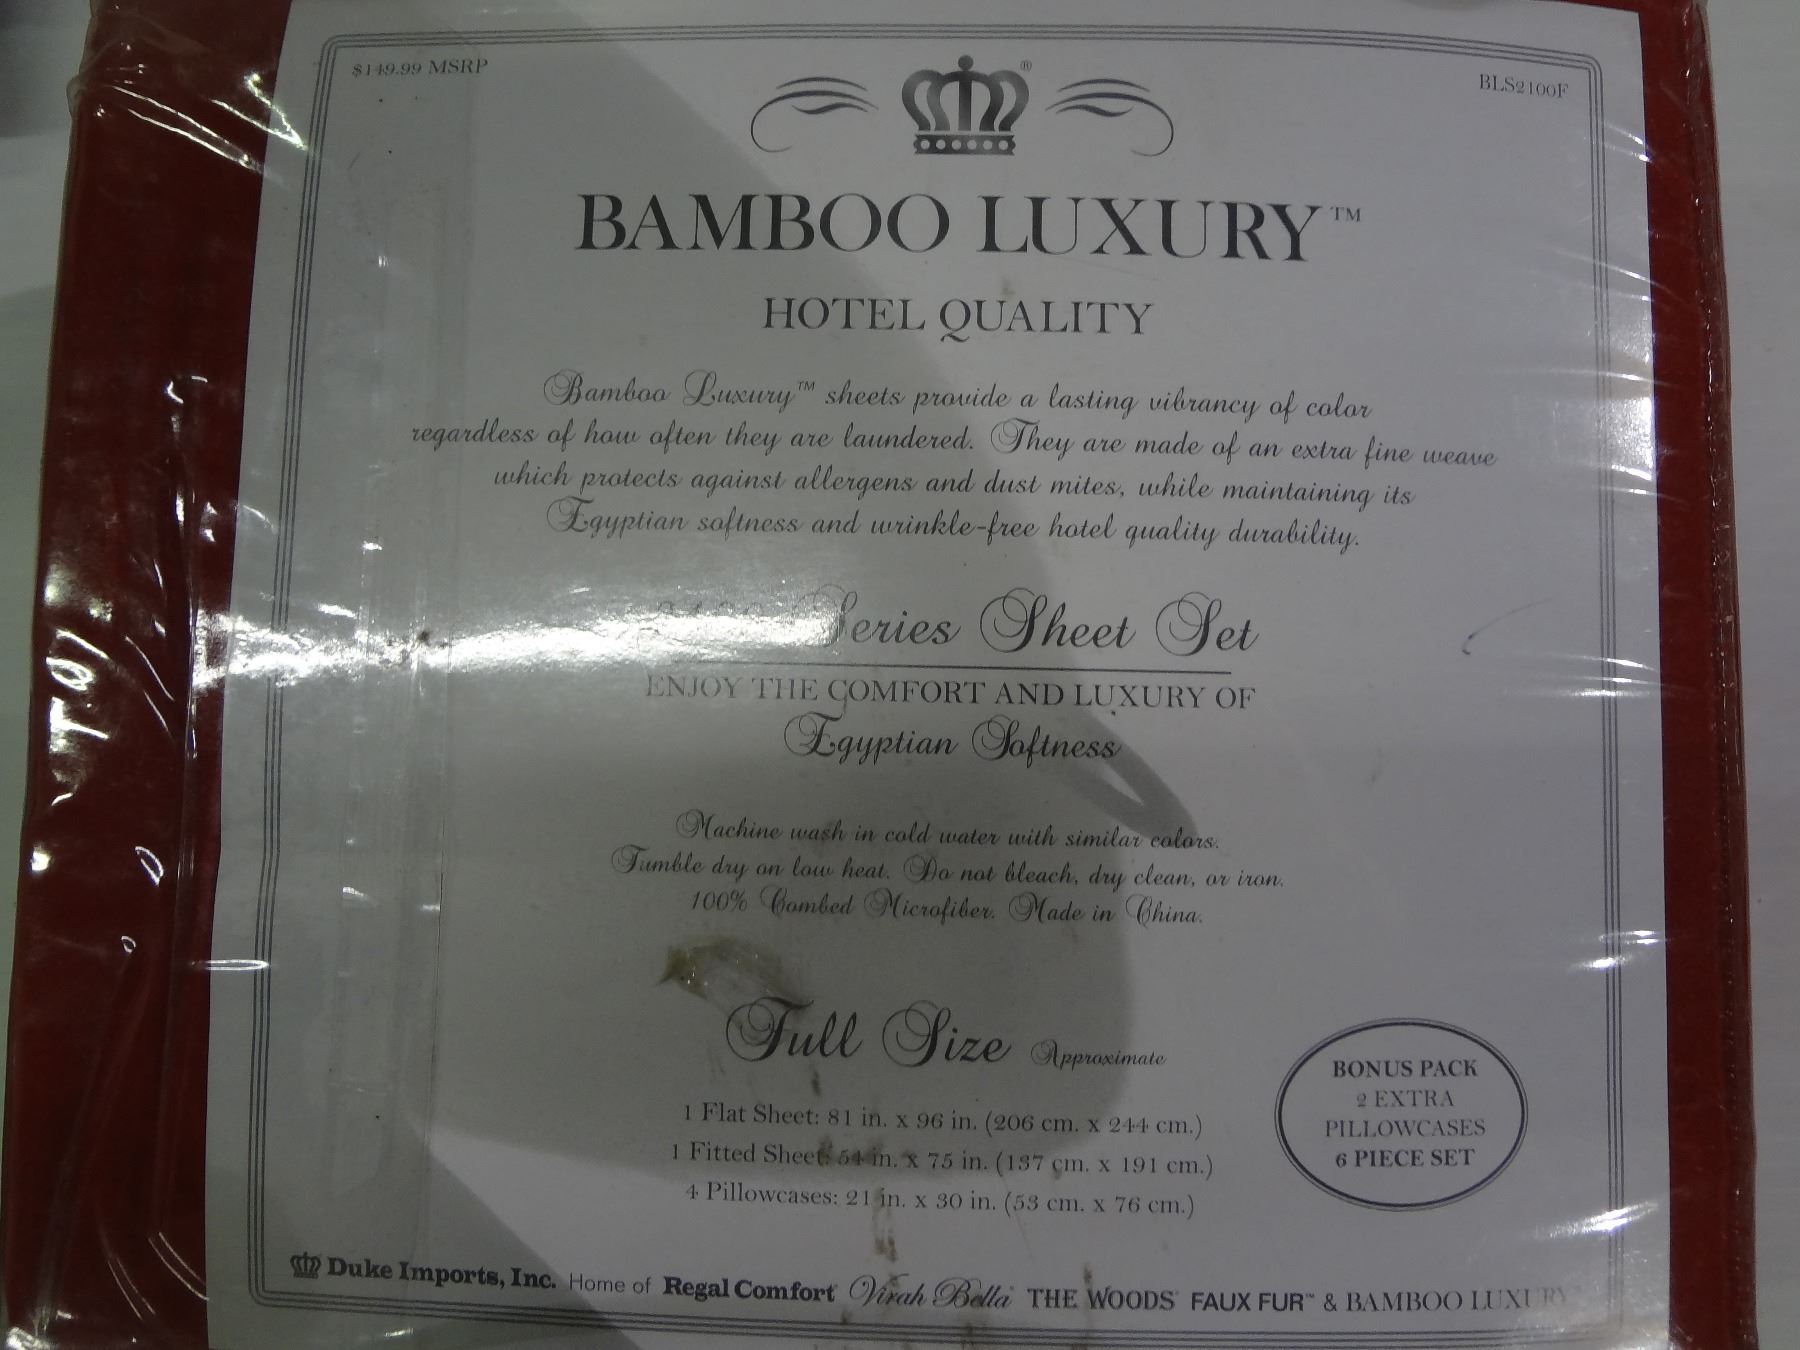 $149.99 MSRP
BLS2100F
®
BAMBOO LUXURY™
HOTEL QUALITY
Bamboo Luxury™ sheets provide a lasting vibrancy of color
regardless of how often they are laundered. They are made of an extra fine weave
which protects against allergens and dust mites, while maintaining its
Egyptian softness and wrinkle-free hotel quality durability.
Series Sheet Set
ENJOY THE COMFORT AND LUXURY OF
Egyptian Softness
Machine wash in cold water with similar colors.
Tumble dry on low heat. Do not bleach, dry clean, or iron.
100% Combed Microfiber. Made in China.
Full Size Approximate
1 Flat Sheet: 81 in. x 96 in. (206 cm. x 244 cm.)
1 Fitted Sheet: 54 in. x 75 in. (137 cm. x 191 cm.)
4 Pillowcases: 21 in. x 30 in. (53 cm. x 76 cm.)
BONUS PACK
2 EXTRA
PILLOWCASES
6 PIECE SET
Duke Imports, Inc. Home of Regal Comfort Virah Bella THE WOODS FAUX FUR™ & BAMBOO LUXURY